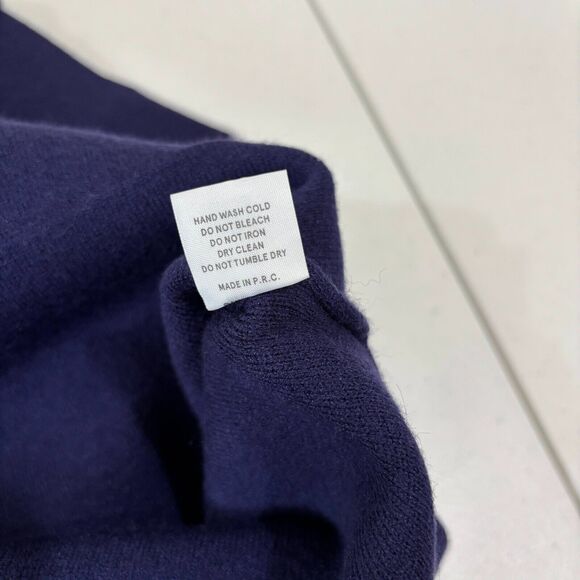 HAND WASH COLD
DO NOT BLEACH
DO NOT IRON
DRY CLEAN
DO NOT TUMBLE DRY
MADE IN P.R.C.